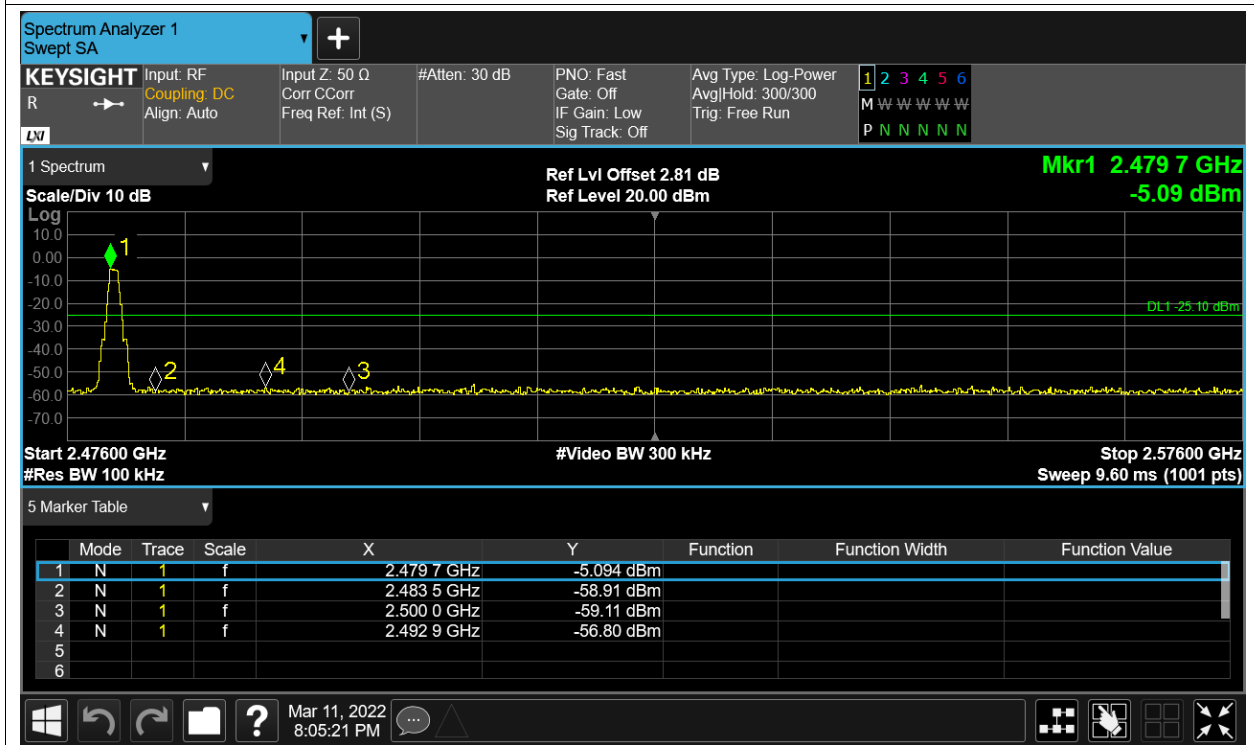 Spectrum Analyzer 1
Swept SA
+
KEYSIGHT Input: RF Input Z: 50 Ω #Atten: 30 dB PNO: Fast Avg Type: Log-Power 1 2 3 4 5 6
R Coupling: DC Corr CCorr Gate: Off Avg|Hold: 300/300 M W W W W W W
Align: Auto Freq Ref: Int (S) IF Gain: Low Trig: Free Run
LXI Sig Track: Off P N N N N N
1 Spectrum Ref Lvl Offset 2.81 dB Mkr1 2.479 7 GHz
Scale/Div 10 dB Ref Level 20.00 dBm -5.09 dBm
Log
10.0
1
0.00
-10.0
-20.0
DL1 -25.10 dBm
-30.0
-40.0
2 4 3
-50.0
-60.0
-70.0
Start 2.47600 GHz #Video BW 300 kHz Stop 2.57600 GHz
#Res BW 100 kHz Sweep 9.60 ms (1001 pts)
5 Marker Table
Mode Trace Scale X Y Function Function Width Function Value
1 N 1 f 2.479 7 GHz -5.094 dBm
2 N 1 f 2.483 5 GHz -58.91 dBm
3 N 1 f 2.500 0 GHz -59.11 dBm
4 N 1 f 2.492 9 GHz -56.80 dBm
5
6
? Mar 11, 2022
8:05:21 PM